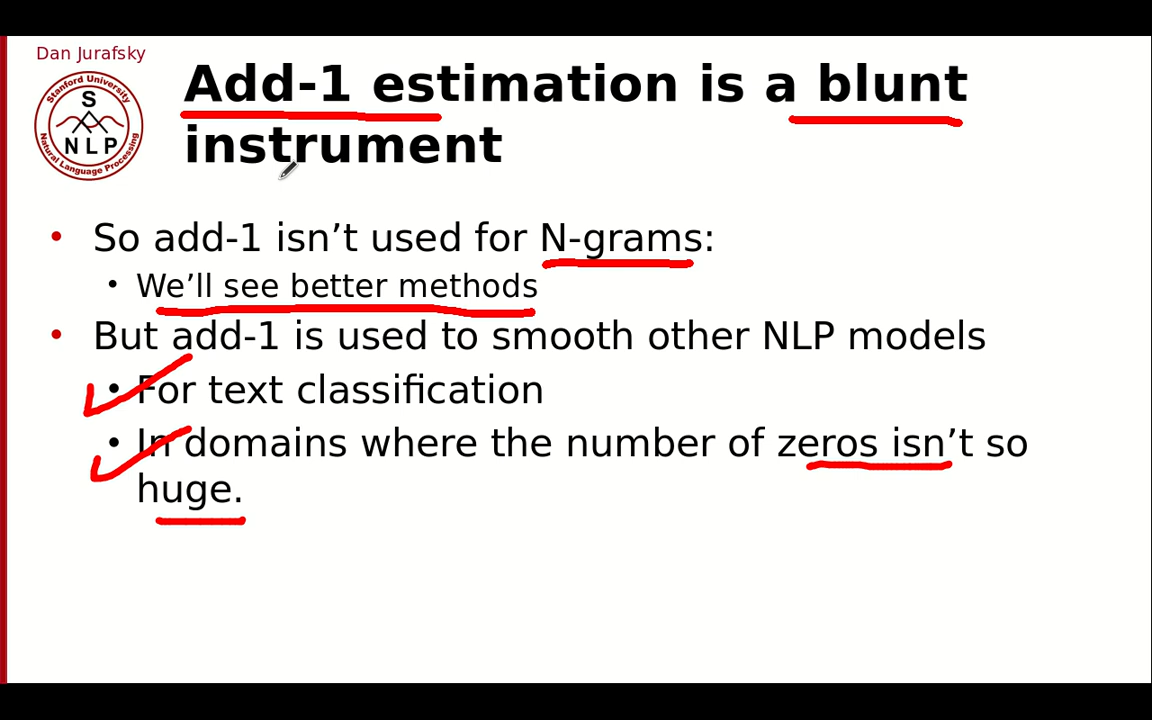 Dan Jurafsky
Stanford University
S
N L P
Natural Language Processing
Add-1 estimation is a blunt
instrument
• So add-1 isn’t used for N-grams:
• We’ll see better methods
• But add-1 is used to smooth other NLP models
• For text classification
• In domains where the number of zeros isn’t so
huge.